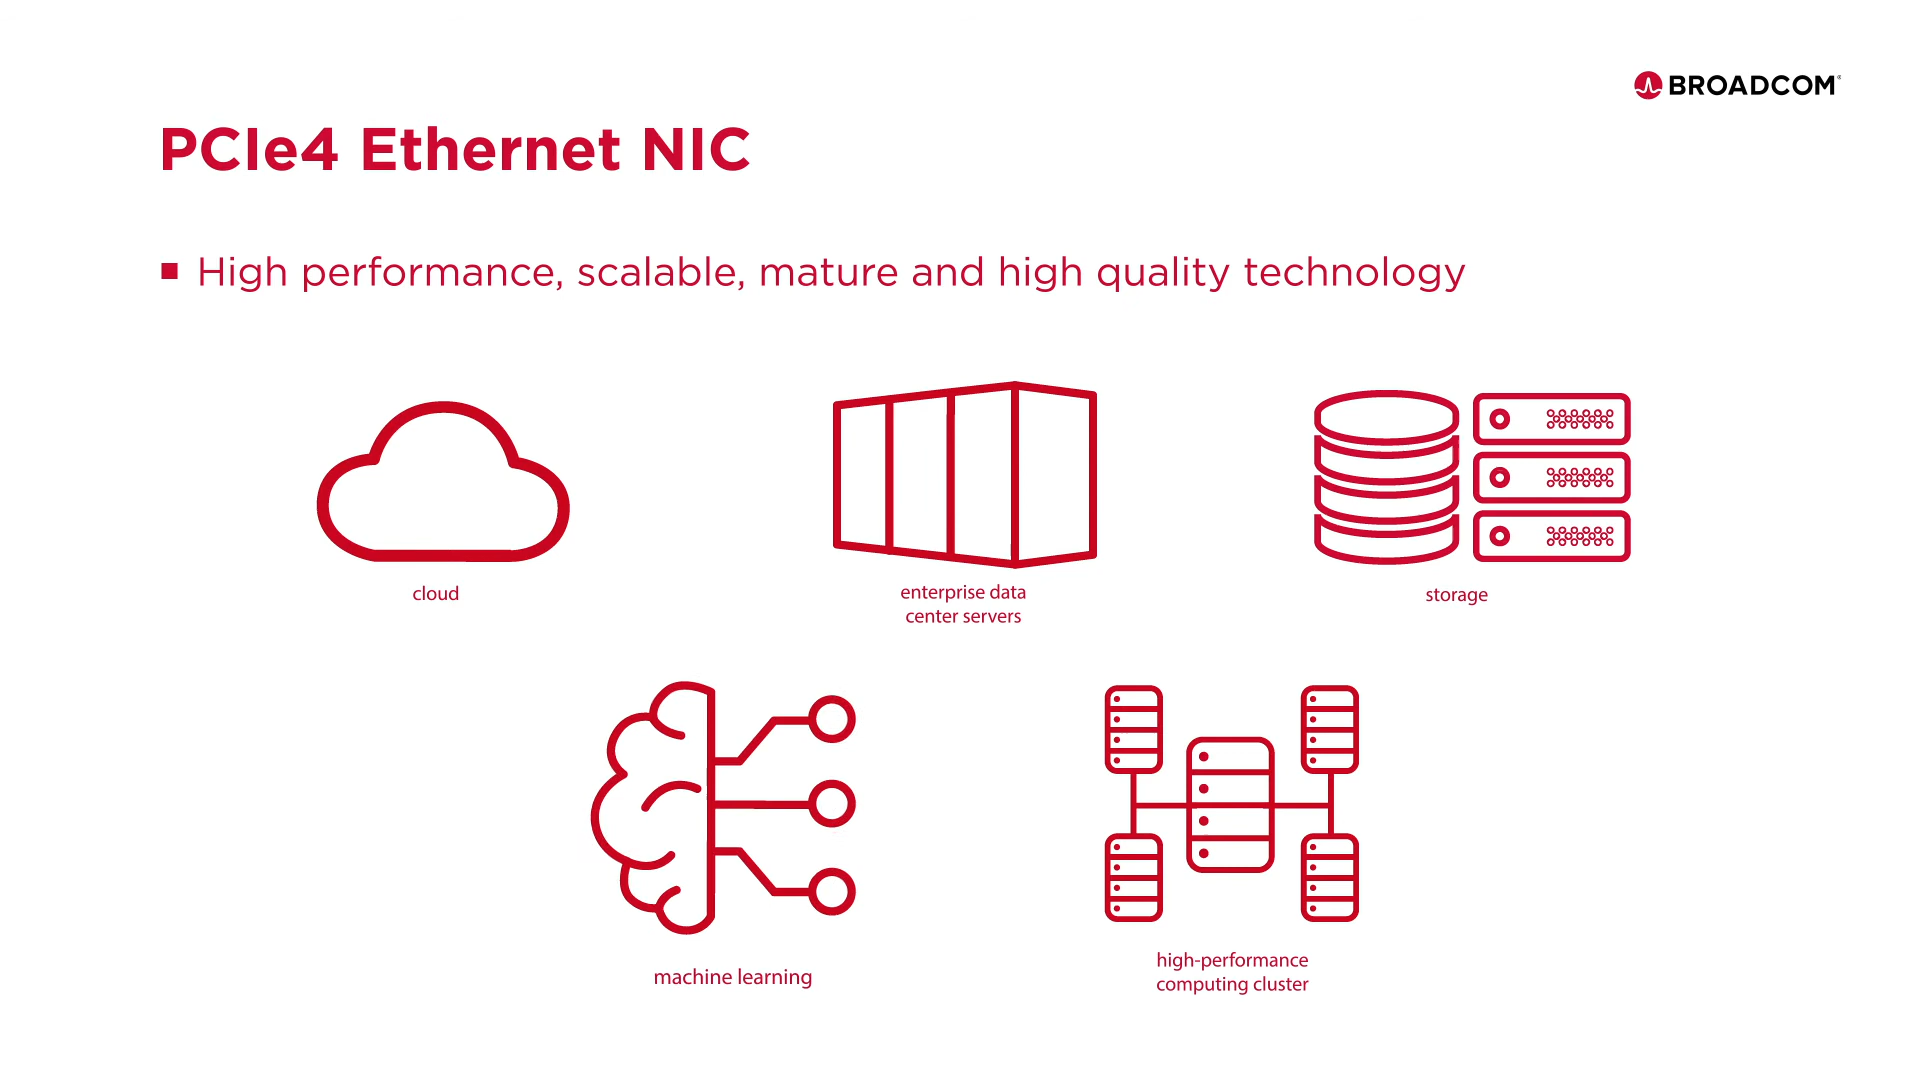 BROADCOM®
PCIe4 Ethernet NIC
▪ High performance, scalable, mature and high quality technology
cloud
enterprise data
center servers
storage
machine learning
high-performance
computing cluster